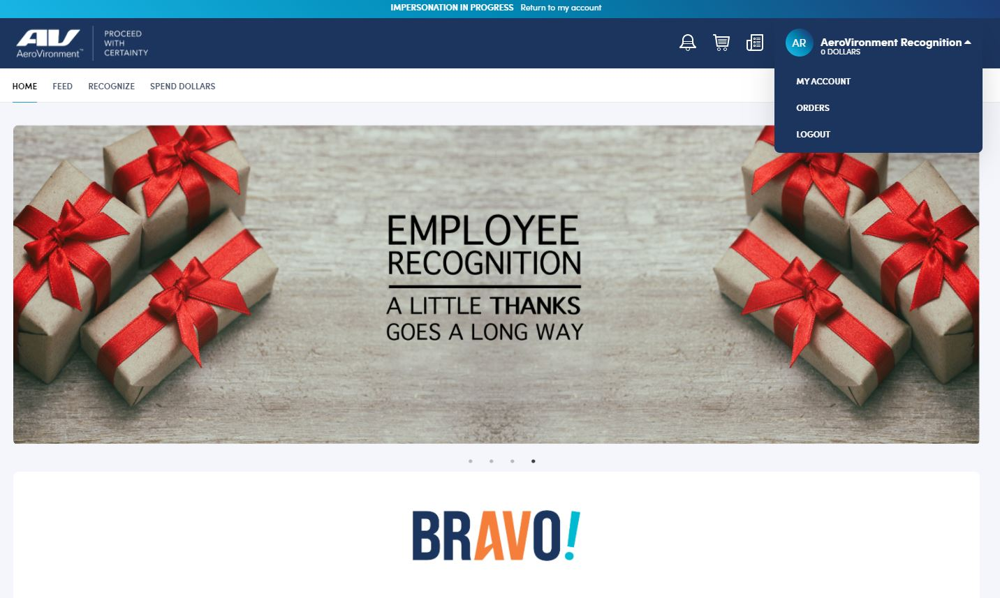 IMPERSONATION IN PROGRESS Return to my account
AV
AeroVironment™
PROCEED
WITH
CERTAINTY
AR
AeroVironment Recognition
0 DOLLARS
MY ACCOUNT
ORDERS
LOGOUT
HOME FEED RECOGNIZE SPEND DOLLARS
EMPLOYEE
RECOGNITION
A LITTLE THANKS
GOES A LONG WAY
BRAVO!